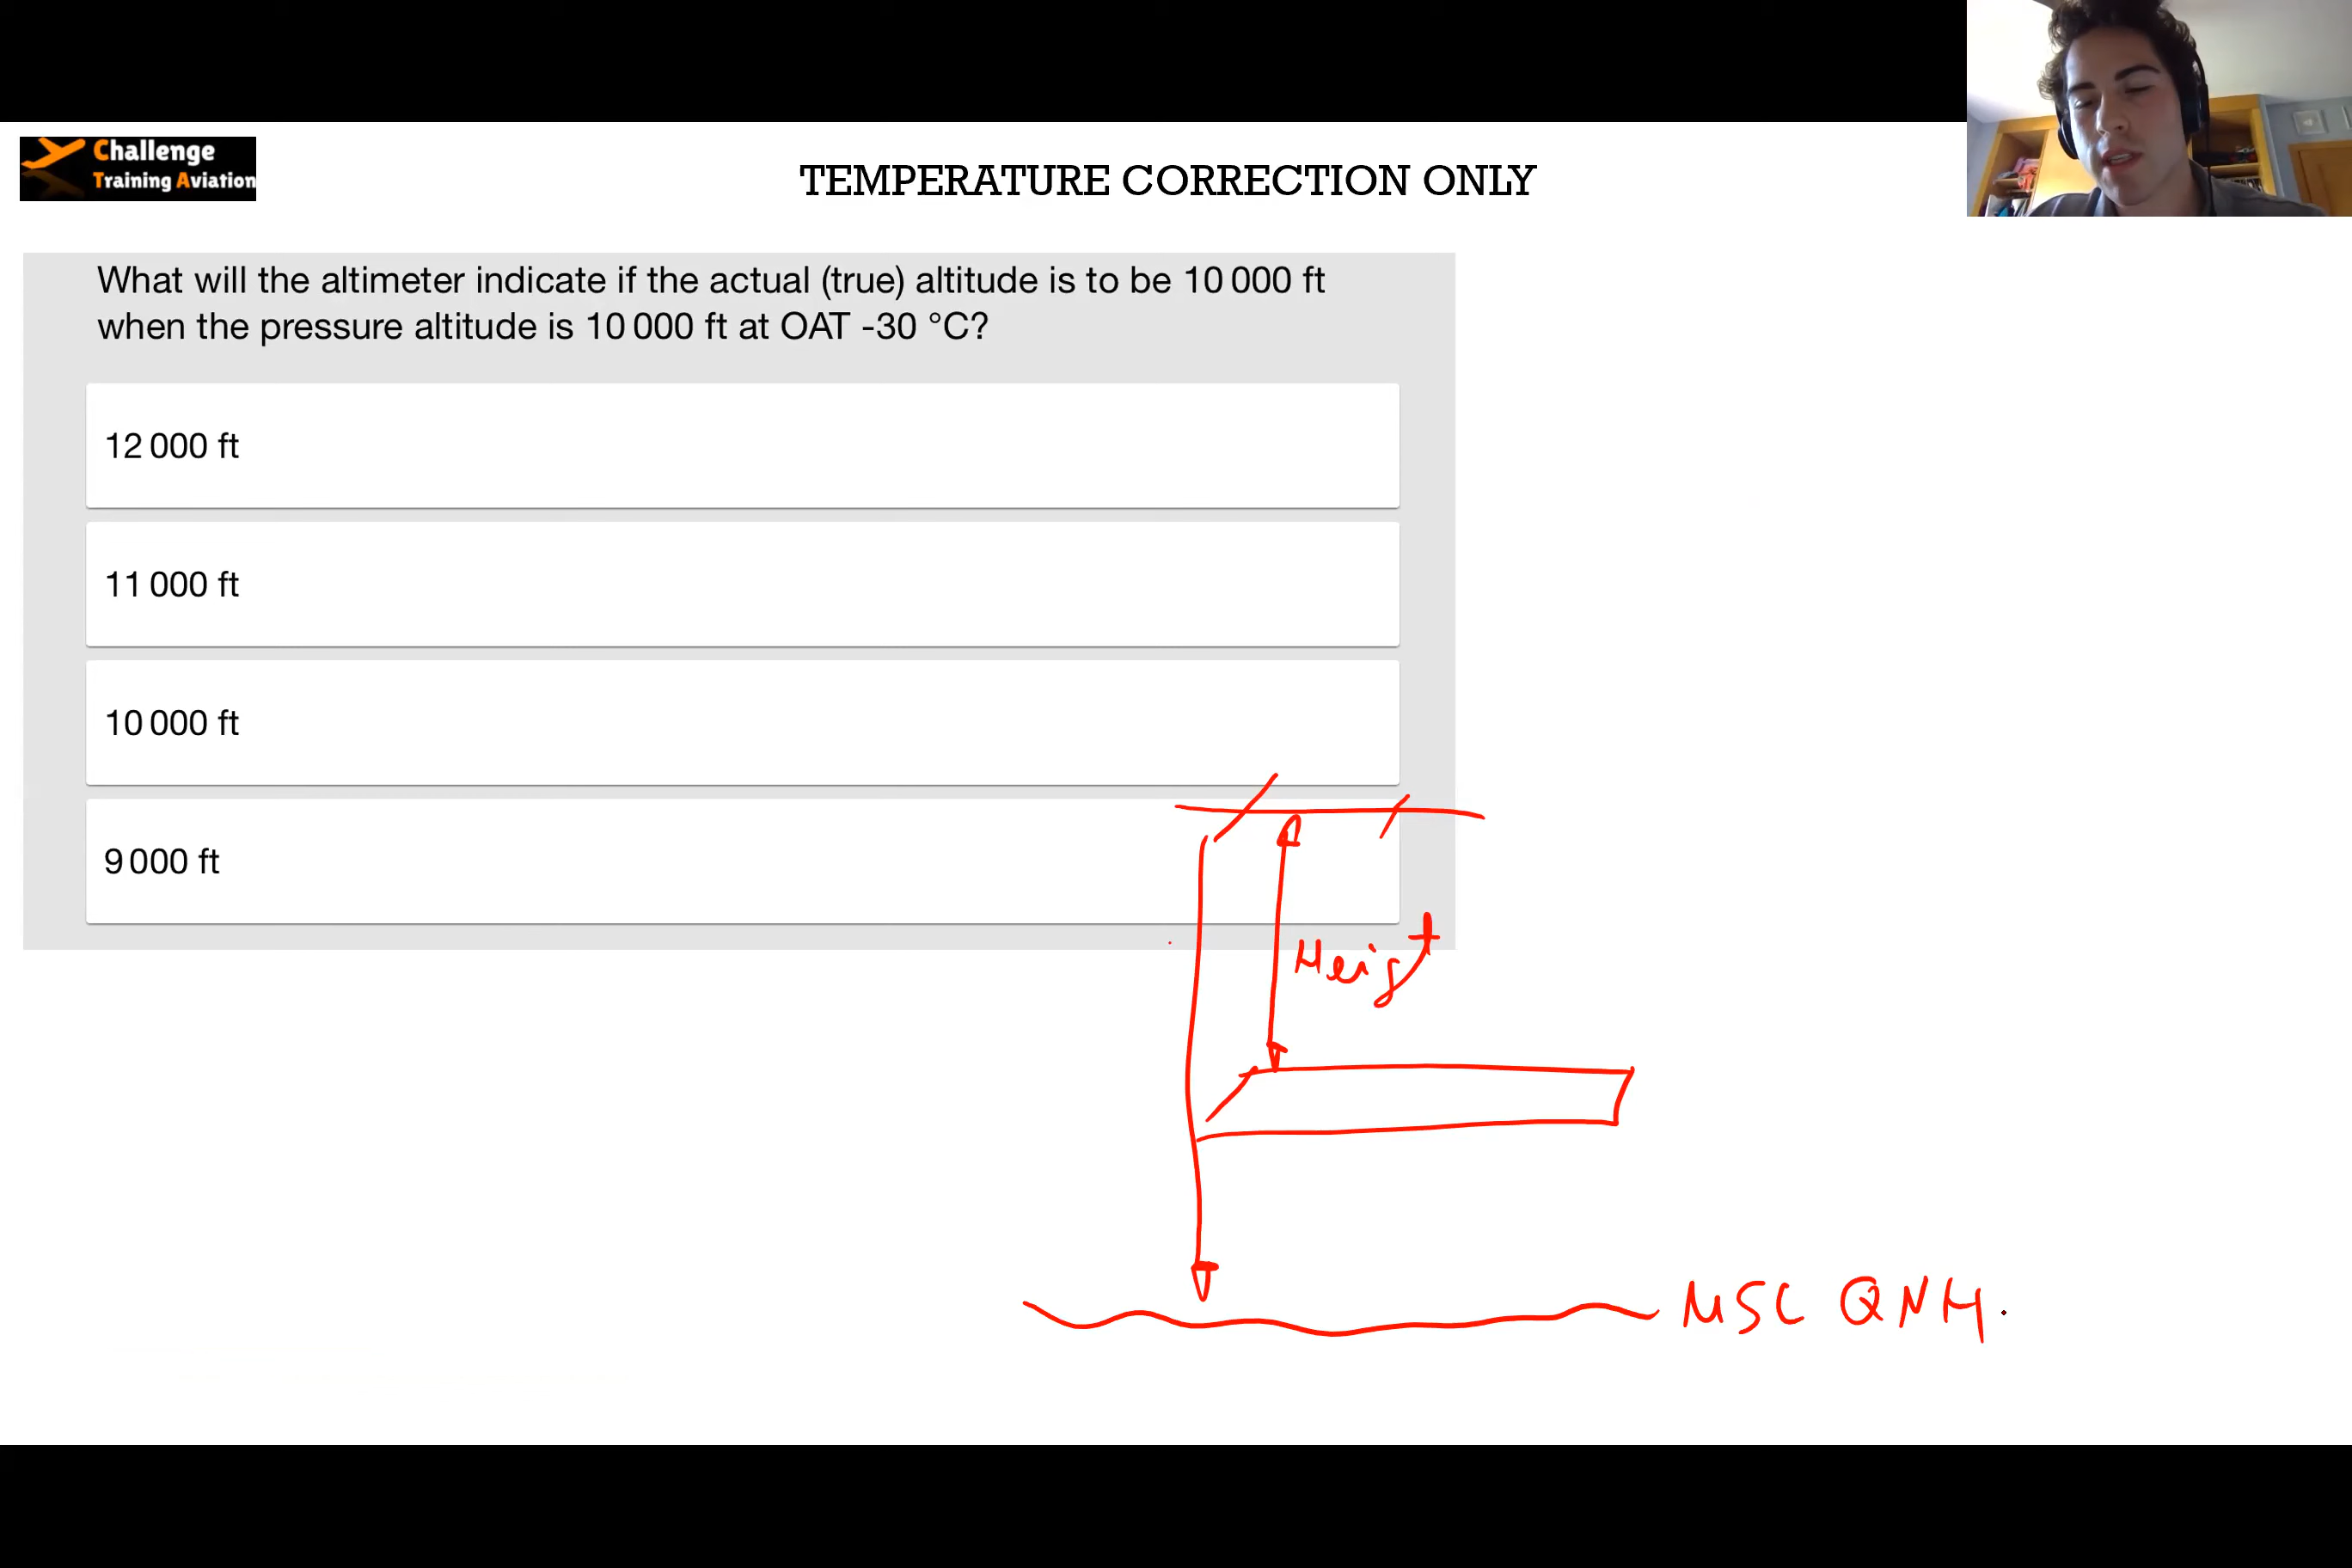 Challenge
Training Aviation
TEMPERATURE CORRECTION ONLY
What will the altimeter indicate if the actual (true) altitude is to be 10 000 ft
when the pressure altitude is 10 000 ft at OAT -30 °C?
12 000 ft
11 000 ft
10 000 ft
9 000 ft
Heigt
MSL QNH.